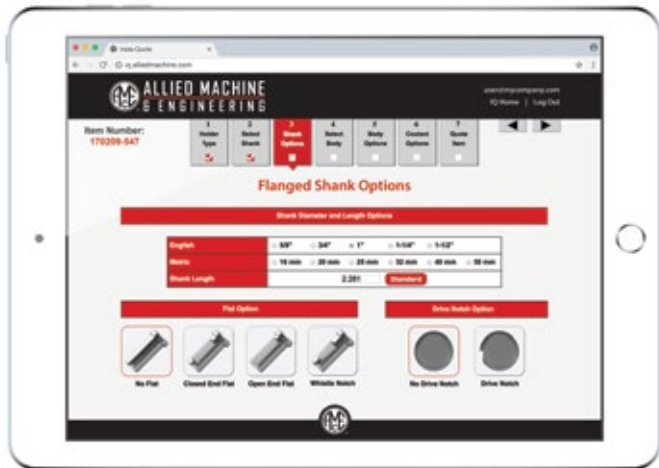 Insta-Quote
iq.alliedmachine.com
ALLIED MACHINE
& ENGINEERING
user@mycompany.com
IQ Home | Log Out
Item Number:
170209-547
1 Holder Type
2 Select Shank
3 Shank Options
4 Select Body
5 Body Options
6 Coolant Options
7 Quote Item
Flanged Shank Options
Shank Diameter and Length Options
English 5/8" 3/4" 1" 1-1/4" 1-1/2"
Metric 16 mm 20 mm 25 mm 32 mm 40 mm 50 mm
Shank Length 2.281 Standard
Flat Option Drive Notch Option
No Flat Closed End Flat Open End Flat Whistle Notch No Drive Notch Drive Notch